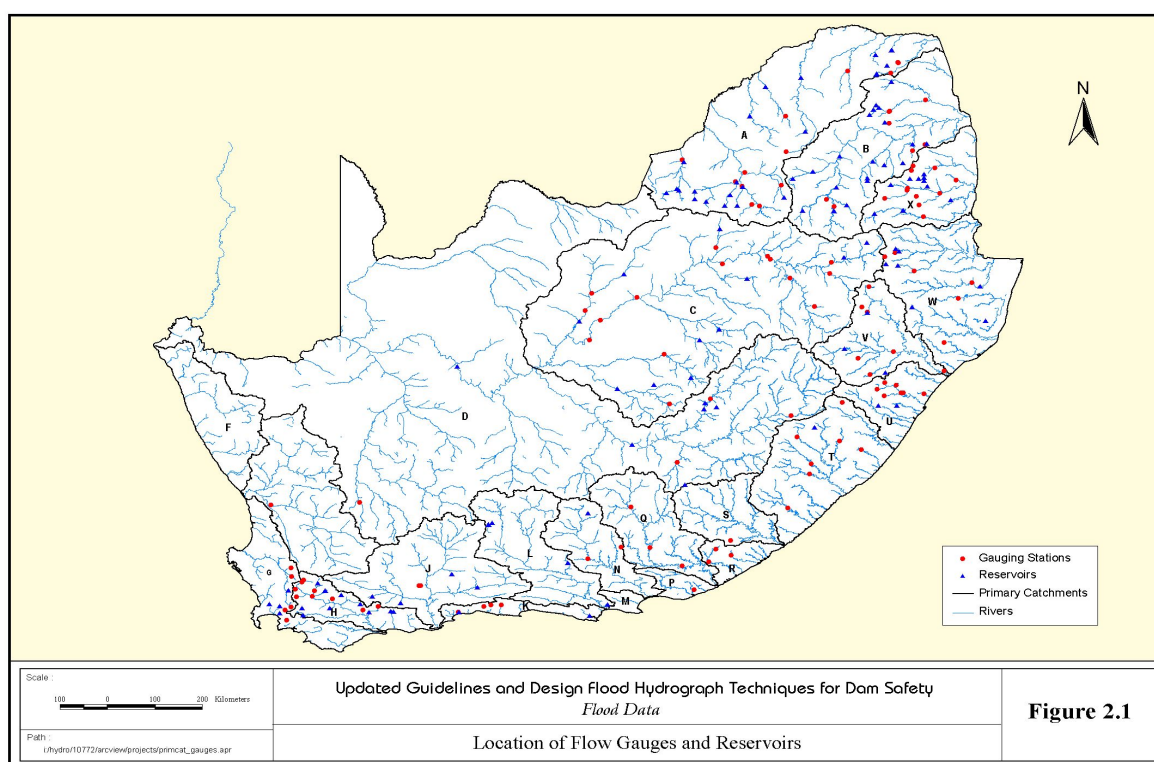 N
A
B
X
C
W
V
D
F
U
T
Q
S
L
J
N
R
G
P
M
K
H
Gauging Stations
Reservoirs
Primary Catchments
Rivers
Scale :
100 0 100 200 Kilometers
Path :
i:/hydro/10772/arcview/projects/primcat_gauges.apr
Updated Guidelines and Design Flood Hydrograph Techniques for Dam Safety
Flood Data
Location of Flow Gauges and Reservoirs
Figure 2.1